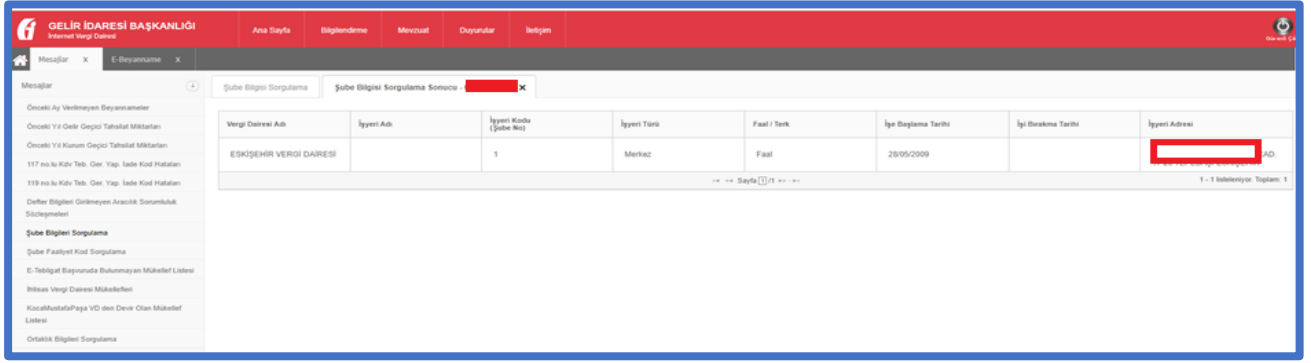 GELİR İDARESİ BAŞKANLIĞI
İnternet Vergi Dairesi
Ana Sayfa Bilgilendirme Mevzuat Duyurular İletişim
Mesajlar X E-Beyanname X
Mesajlar
Şube Bilgisi Sorgulama Şube Bilgisi Sorgulama Sonucu - X
Önceki Ay Verilmeyen Beyannameler
Önceki Yıl Gelir Geçici Tahsilat Miktarları
Önceki Yıl Kurum Geçici Tahsilat Miktarları
117 no.lu Kdv Teb. Ger. Yap. İade Kod Hataları
119 no.lu Kdv Teb. Ger. Yap. İade Kod Hataları
Defter Bilgileri Girilmeyen Aracılık Sorumluluk
Sözleşmeleri
Şube Bilgileri Sorgulama
Şube Faaliyet Kod Sorgulama
E-Tebligat Başvuruda Bulunmayan Mükellef Listesi
İhtisas Vergi Dairesi Mükellefleri
KocaMustafaPaşa VD den Devir Olan Mükellef
Listesi
Ortaklık Bilgileri Sorgulama
Vergi Dairesi Adı İşyeri Adı İşyeri Kodu
(Şube No) İşyeri Türü Faal / Terk İşe Başlama Tarihi İşi Bırakma Tarihi İşyeri Adresi
ESKİŞEHİR VERGİ DAİRESİ 1 Merkez Faal 28/05/2009 CAD.
Sayfa 1 /1 1 - 1 listeleniyor. Toplam: 1